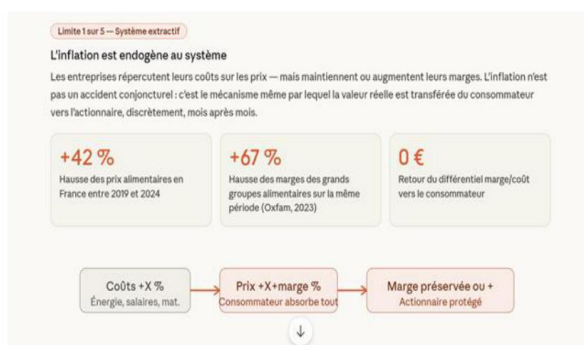 Limite 1 sur 5 — Système extractif
L'inflation est endogène au système
Les entreprises répercutent leurs coûts sur les prix — mais maintiennent ou augmentent leurs marges. L'inflation n'est
pas un accident conjoncturel : c'est le mécanisme même par lequel la valeur réelle est transférée du consommateur
vers l'actionnaire, discrètement, mois après mois.
+42 %
Hausse des prix alimentaires en
France entre 2019 et 2024
+67 %
Hausse des marges des grands
groupes alimentaires sur la même
période (Oxfam, 2023)
0 €
Retour du différentiel marge/coût
vers le consommateur
Coûts +X %
Énergie, salaires, mat.
Prix +X+marge %
Consommateur absorbe tout
Marge préservée ou +
Actionnaire protégé